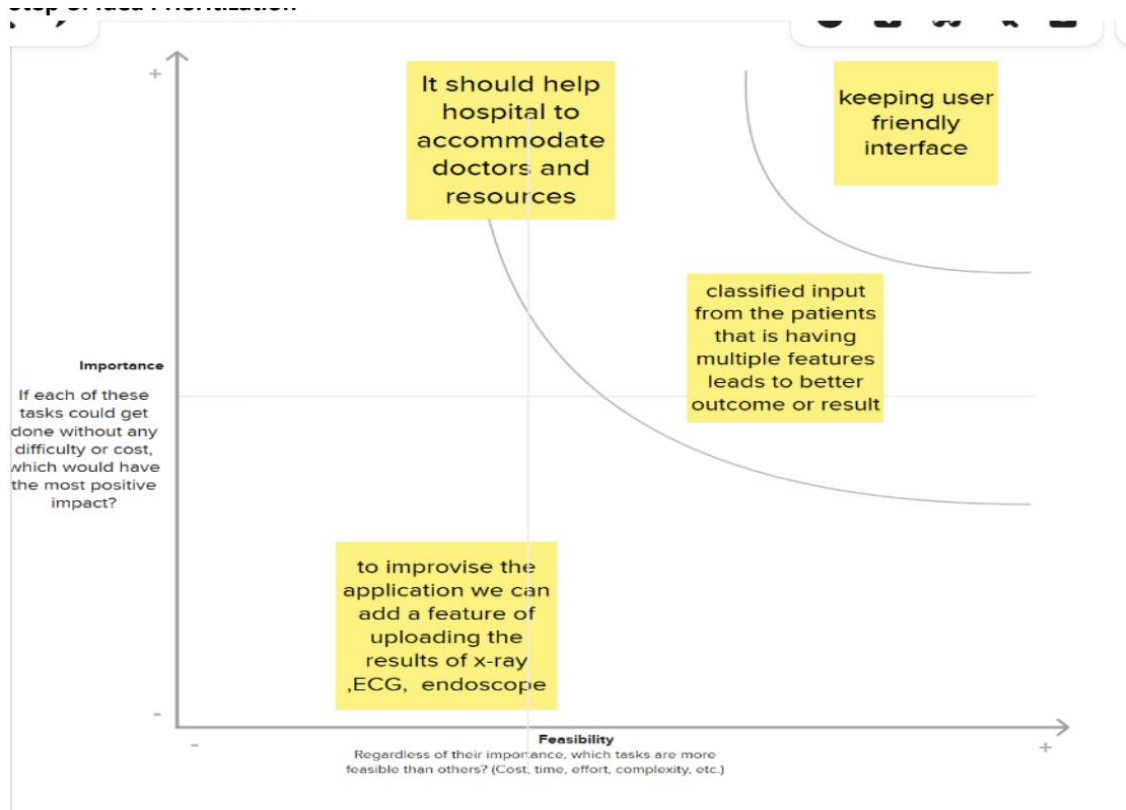 Step 3: Idea Prioritization
+
It should help
hospital to
accommodate
doctors and
resources
keeping user
friendly
interface
classified input
from the patients
that is having
multiple features
leads to better
outcome or result
Importance
If each of these
tasks could get
done without any
difficulty or cost,
which would have
the most positive
impact?
to improvise the
application we can
add a feature of
uploading the
results of x-ray
,ECG, endoscope
-
-
Feasibility
+
Regardless of their importance, which tasks are more
feasible than others? (Cost, time, effort, complexity, etc.)